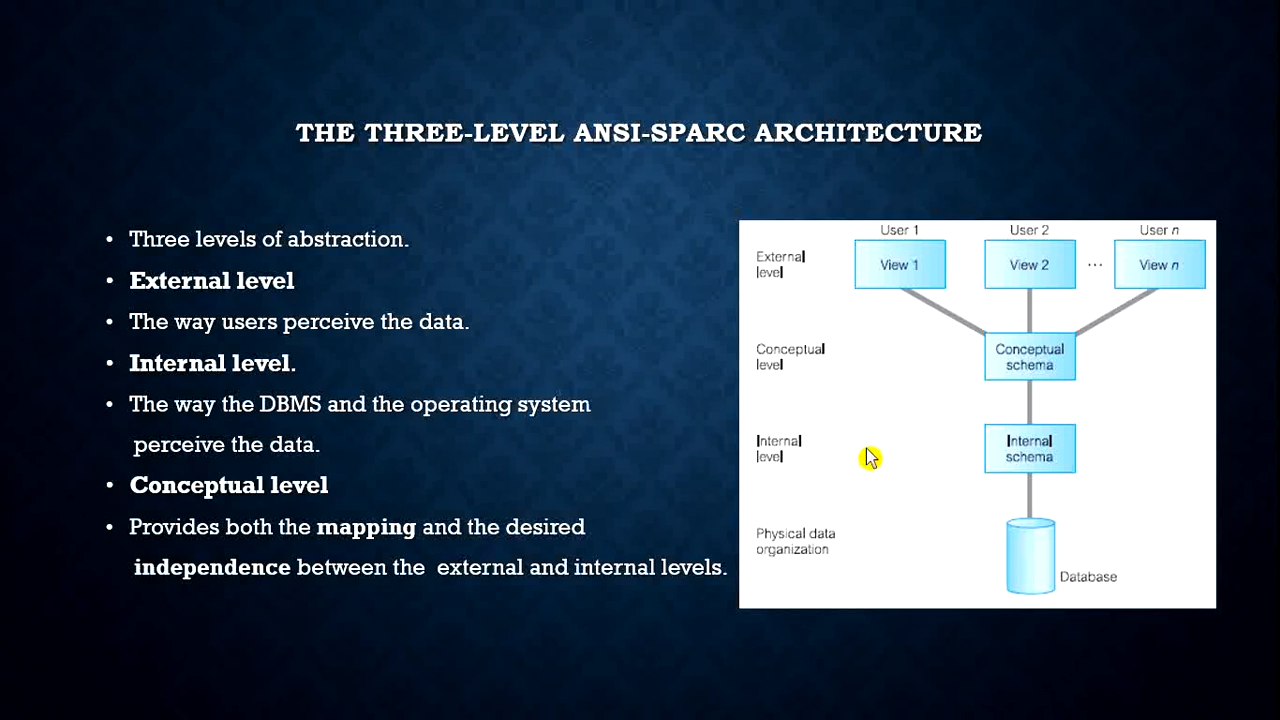 THE THREE-LEVEL ANSI-SPARC ARCHITECTURE
• Three levels of abstraction.
• External level
• The way users perceive the data.
• Internal level.
• The way the DBMS and the operating system
perceive the data.
• Conceptual level
• Provides both the mapping and the desired
independence between the external and internal levels.
User 1 User 2 User n
External
level
View 1 View 2 ... View n
Conceptual
level
Conceptual
schema
Internal
level
Internal
schema
Physical data
organization
Database